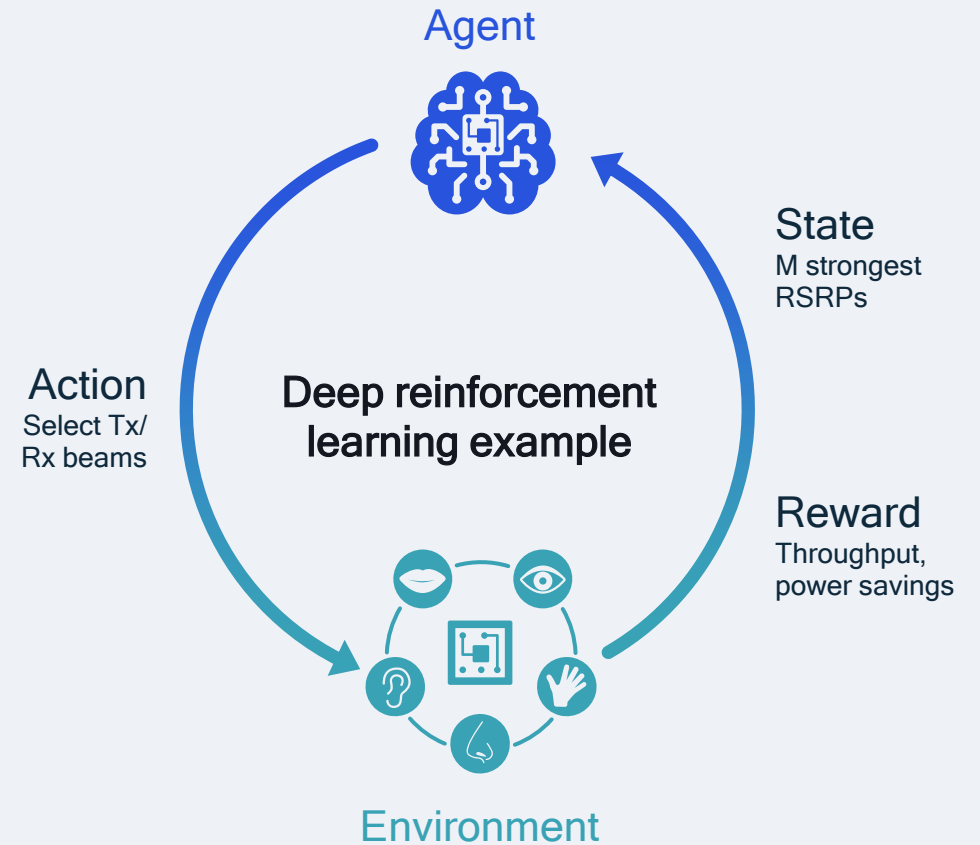 Agent
State
M strongest
RSRPs
Action
Select Tx/
Rx beams
Deep reinforcement
learning example
Reward
Throughput,
power savings
Environment